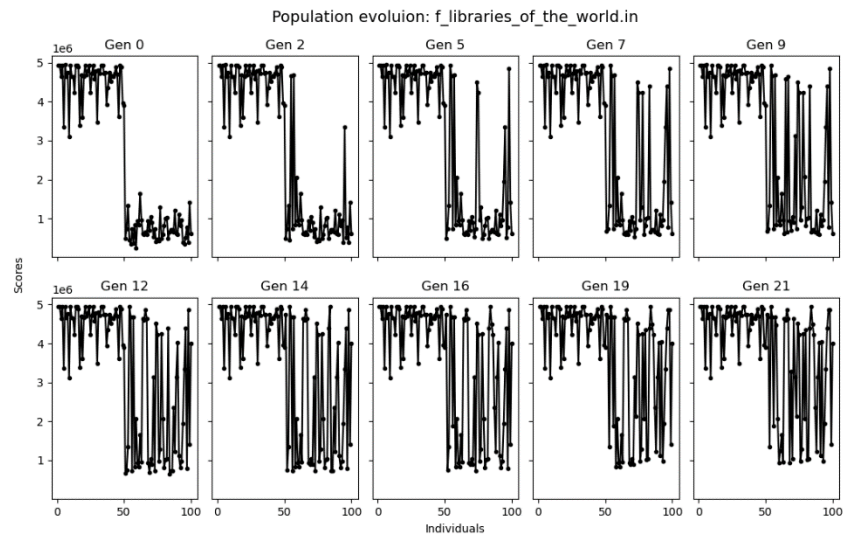 Population evoluion: f_libraries_of_the_world.in
Gen 0 Gen 2 Gen 5 Gen 7 Gen 9
1e6
5
4
3
2
1
Gen 12 Gen 14 Gen 16 Gen 19 Gen 21
1e6
5
4
3
2
1
0 50 100 0 50 100 0 50 100 0 50 100 0 50 100
Scores
Individuals